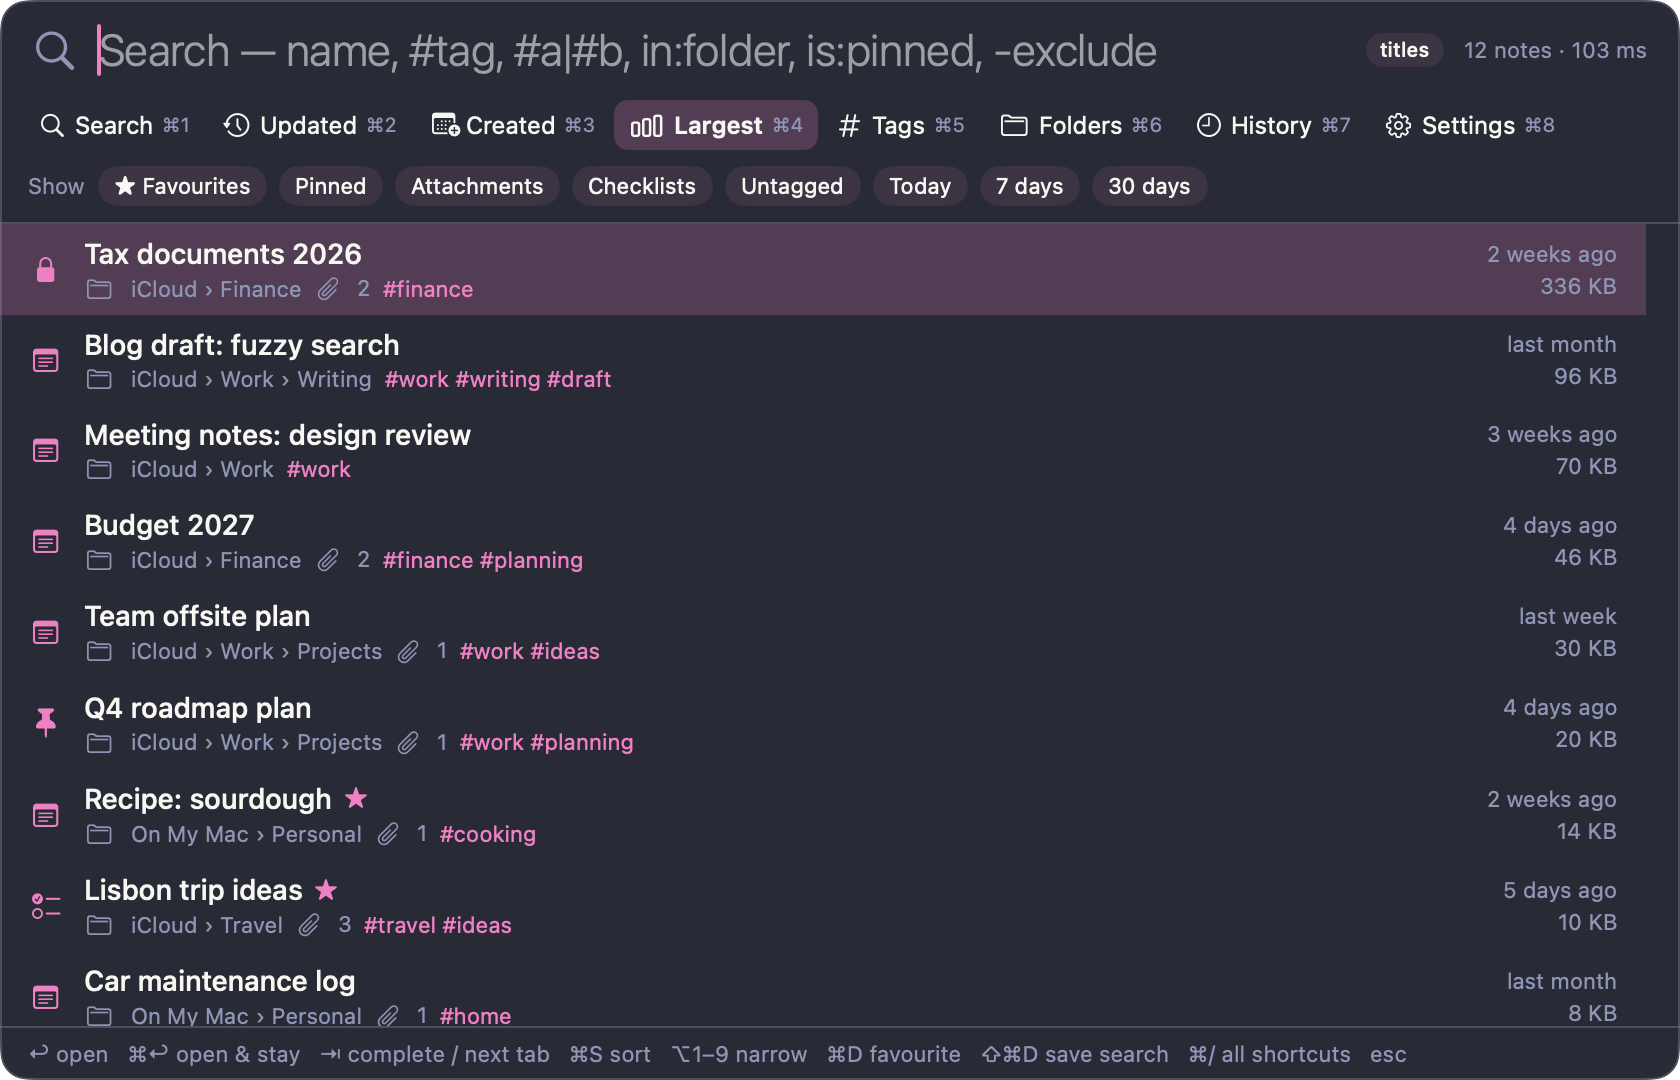 Search — name, #tag, #a|#b, in:folder, is:pinned, -exclude titles 12 notes · 103 ms
Search ⌘1 Updated ⌘2 Created ⌘3 Largest ⌘4 Tags ⌘5 Folders ⌘6 History ⌘7 Settings ⌘8
Show ★ Favourites Pinned Attachments Checklists Untagged Today 7 days 30 days
Tax documents 2026 2 weeks ago
iCloud › Finance 2 #finance 336 KB
Blog draft: fuzzy search last month
iCloud › Work › Writing #work #writing #draft 96 KB
Meeting notes: design review 3 weeks ago
iCloud › Work #work 70 KB
Budget 2027 4 days ago
iCloud › Finance 2 #finance #planning 46 KB
Team offsite plan last week
iCloud › Work › Projects 1 #work #ideas 30 KB
Q4 roadmap plan 4 days ago
iCloud › Work › Projects 1 #work #planning 20 KB
Recipe: sourdough ★ 2 weeks ago
On My Mac › Personal 1 #cooking 14 KB
Lisbon trip ideas ★ 5 days ago
iCloud › Travel 3 #travel #ideas 10 KB
Car maintenance log last month
On My Mac › Personal 1 #home 8 KB
↩ open ⌘↩ open & stay ⇥ complete / next tab ⌘S sort ⌥1–9 narrow ⌘D favourite ⇧⌘D save search ⌘/ all shortcuts esc